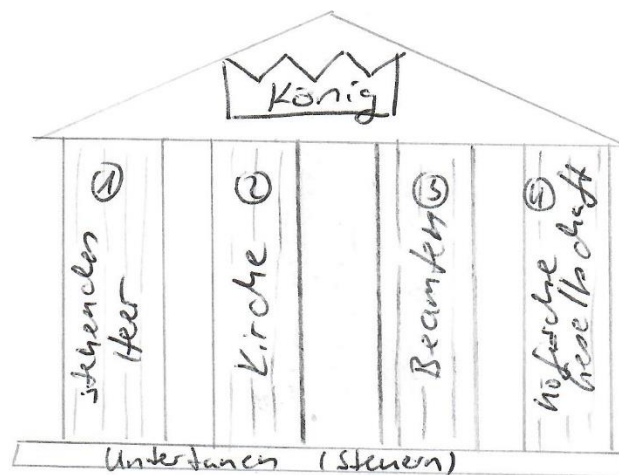 König
① stehendes
Heer
② Kirche
③ Beamten
④ höfische
Gesellschaft
Untertanen (Steuern)